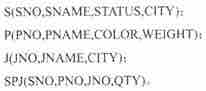 S(SNO,SNAME,STATUS,CITY);
P(PNO,PNAME,COLOR,WEIGHT);
J(JNO,JNAME,CITY);
SPJ(SNO,PNO,JNO,QTY)。